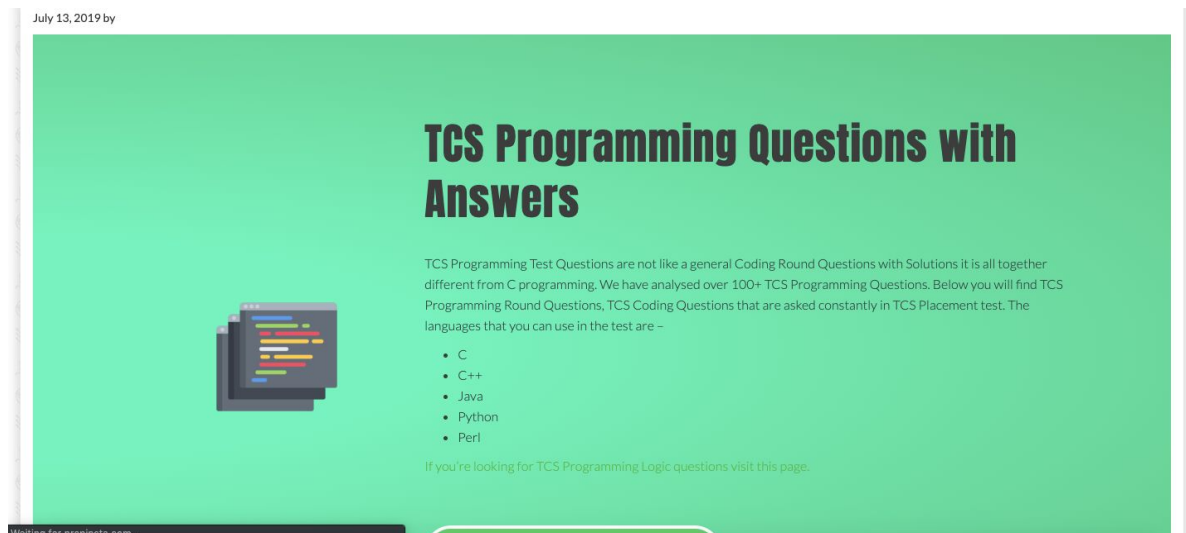 July 13, 2019 by
TCS Programming Questions with
Answers
TCS Programming Test Questions are not like a general Coding Round Questions with Solutions it is all together
different from C programming. We have analysed over 100+ TCS Programming Questions. Below you will find TCS
Programming Round Questions, TCS Coding Questions that are asked constantly in TCS Placement test. The
languages that you can use in the test are –
• C
• C++
• Java
• Python
• Perl
If you're looking for TCS Programming Logic questions visit this page.